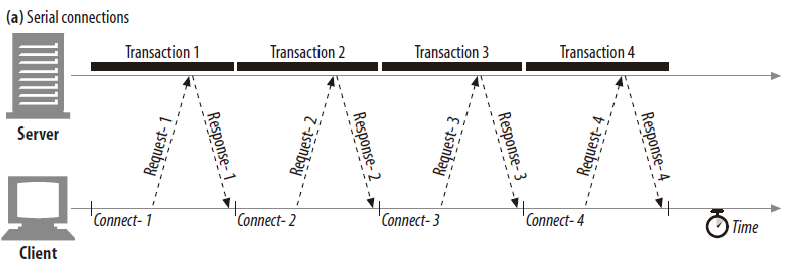 (a) Serial connections
Transaction 1
Transaction 2
Transaction 3
Transaction 4
Server
Request- 1
Response- 1
Request- 2
Response- 2
Request- 3
Response- 3
Request- 4
Response- 4
Connect- 1
Connect- 2
Connect- 3
Connect- 4
Time
Client